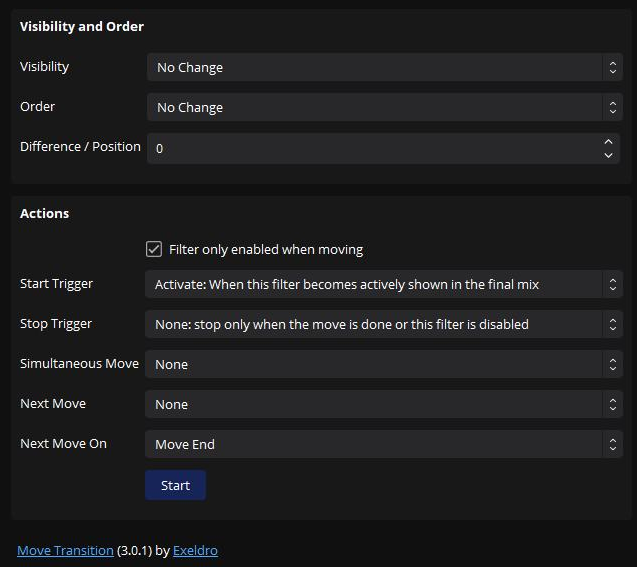 Visibility and Order
Visibility No Change
Order No Change
Difference / Position 0
Actions
Filter only enabled when moving
Start Trigger Activate: When this filter becomes actively shown in the final mix
Stop Trigger None: stop only when the move is done or this filter is disabled
Simultaneous Move None
Next Move None
Next Move On Move End
Start
Move Transition (3.0.1) by Exeldro